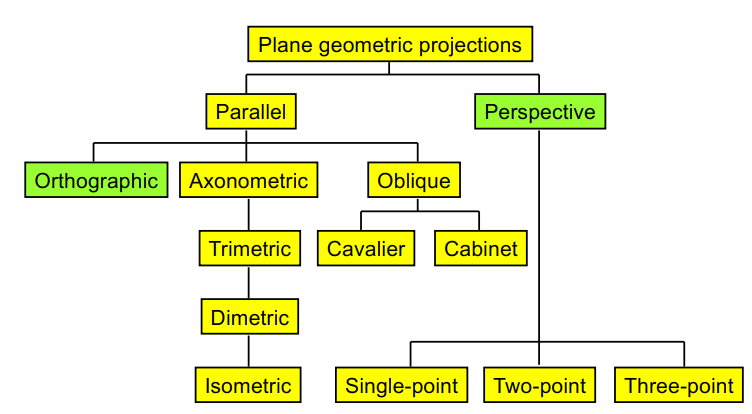 Plane geometric projections
Parallel
Perspective
Orthographic
Axonometric
Oblique
Trimetric
Cavalier
Cabinet
Dimetric
Isometric
Single-point
Two-point
Three-point